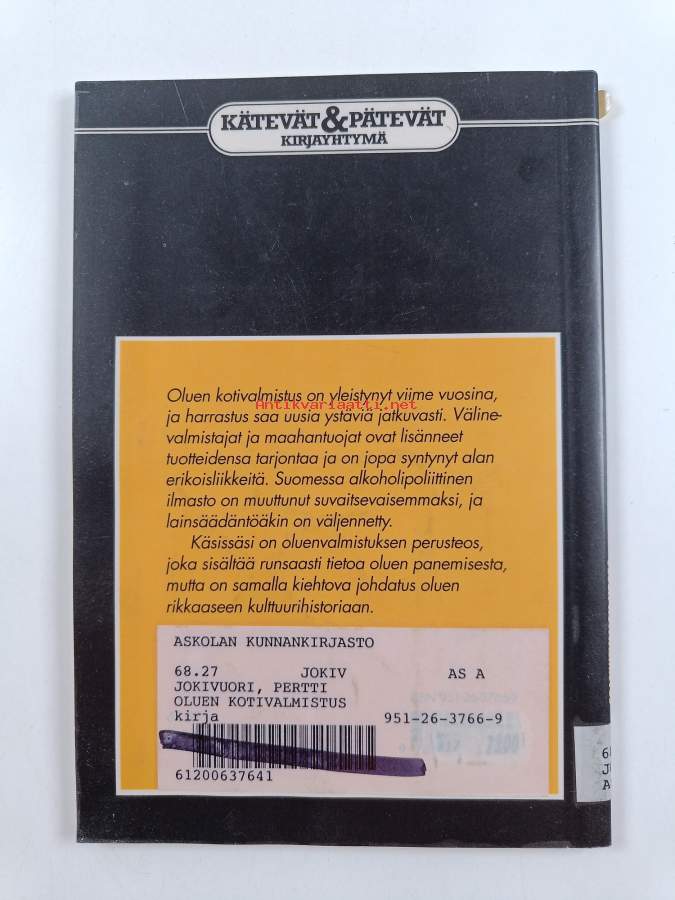 KÄTEVÄT & PÄTEVÄT
KIRJAYHTYMÄ
Oluen kotivalmistus on yleistynyt viime vuosina,
Antikvariaatti.net
ja harrastus saa uusia ystäviä jatkuvasti. Väline-
valmistajat ja maahantuojat ovat lisänneet
tuotteidensa tarjontaa ja on jopa syntynyt alan
erikoisliikkeitä. Suomessa alkoholipoliittinen
ilmasto on muuttunut suvaitsevaisemmaksi, ja
lainsäädäntöäkin on väljennetty.
Käsissäsi on oluenvalmistuksen perusteos,
joka sisältää runsaasti tietoa oluen panemisesta,
mutta on samalla kiehtova johdatus oluen
rikkaaseen kulttuurihistoriaan.
ASKOLAN KUNNANKIRJASTO
68.27 JOKIV AS A
JOKIVUORI, PERTTI
OLUEN KOTIVALMISTUS
kirja 951-26-3766-9
61200637641